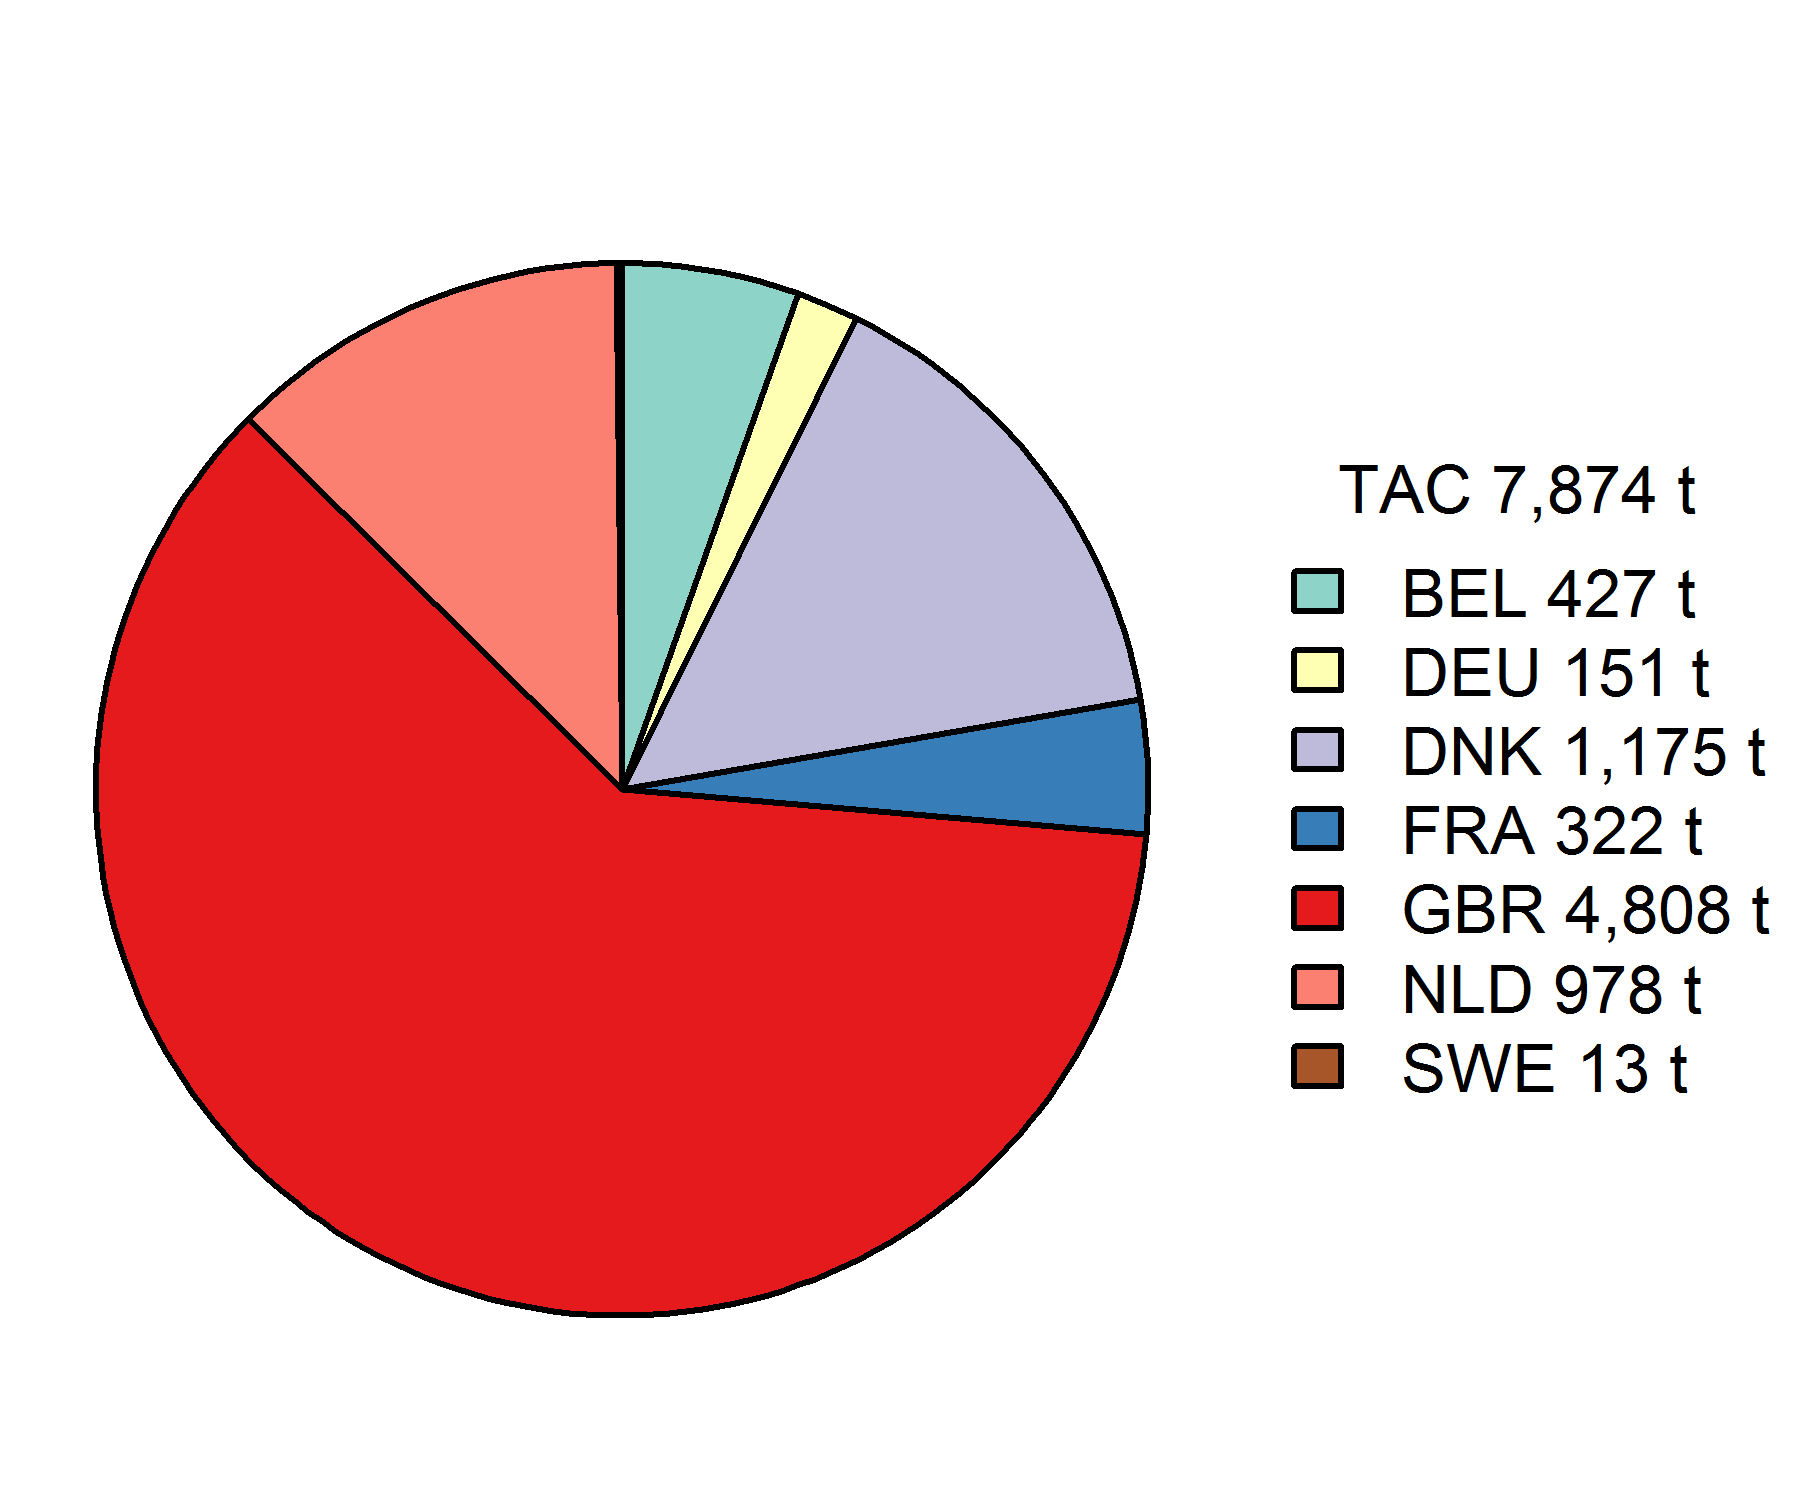 TAC 7,874 t
BEL 427 t
DEU 151 t
DNK 1,175 t
FRA 322 t
GBR 4,808 t
NLD 978 t
SWE 13 t